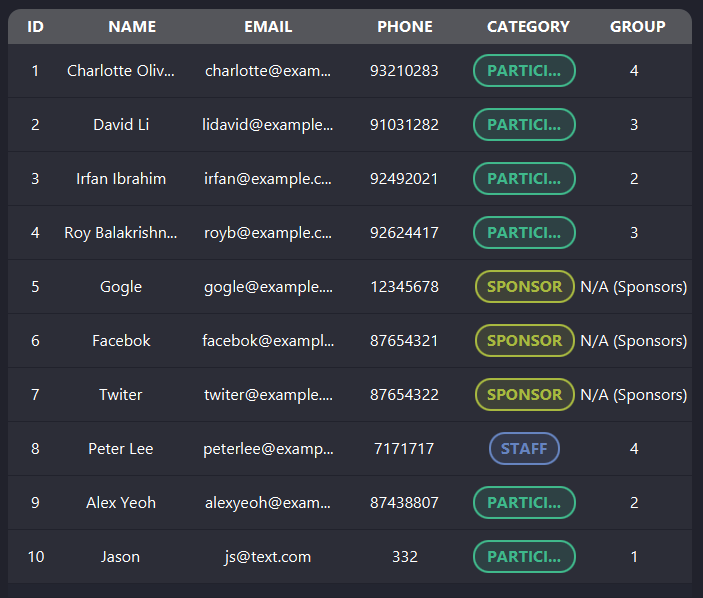 ID NAME EMAIL PHONE CATEGORY GROUP
1 Charlotte Oliv... charlotte@exam... 93210283 PARTICI... 4
2 David Li lidavid@example... 91031282 PARTICI... 3
3 Irfan Ibrahim irfan@example.c... 92492021 PARTICI... 2
4 Roy Balakrishn... royb@example.c... 92624417 PARTICI... 3
5 Gogle gogle@example.... 12345678 SPONSOR N/A (Sponsors)
6 Facebok facebok@exampl... 87654321 SPONSOR N/A (Sponsors)
7 Twiter twiter@example.... 87654322 SPONSOR N/A (Sponsors)
8 Peter Lee peterlee@examp... 7171717 STAFF 4
9 Alex Yeoh alexyeoh@exam... 87438807 PARTICI... 2
10 Jason js@text.com 332 PARTICI... 1